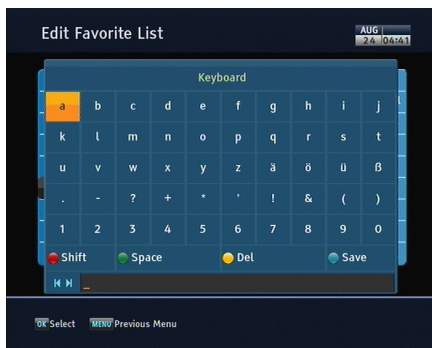 Edit Favorite List
AUG
24 04:41
Keyboard
a b c d e f g h i j
k l m n o p q r s t
u v w x y z ä ö ü ß
. - ? + * ' ! & ( )
1 2 3 4 5 6 7 8 9 0
Shift Space Del Save
_
OK Select MENU Previous Menu